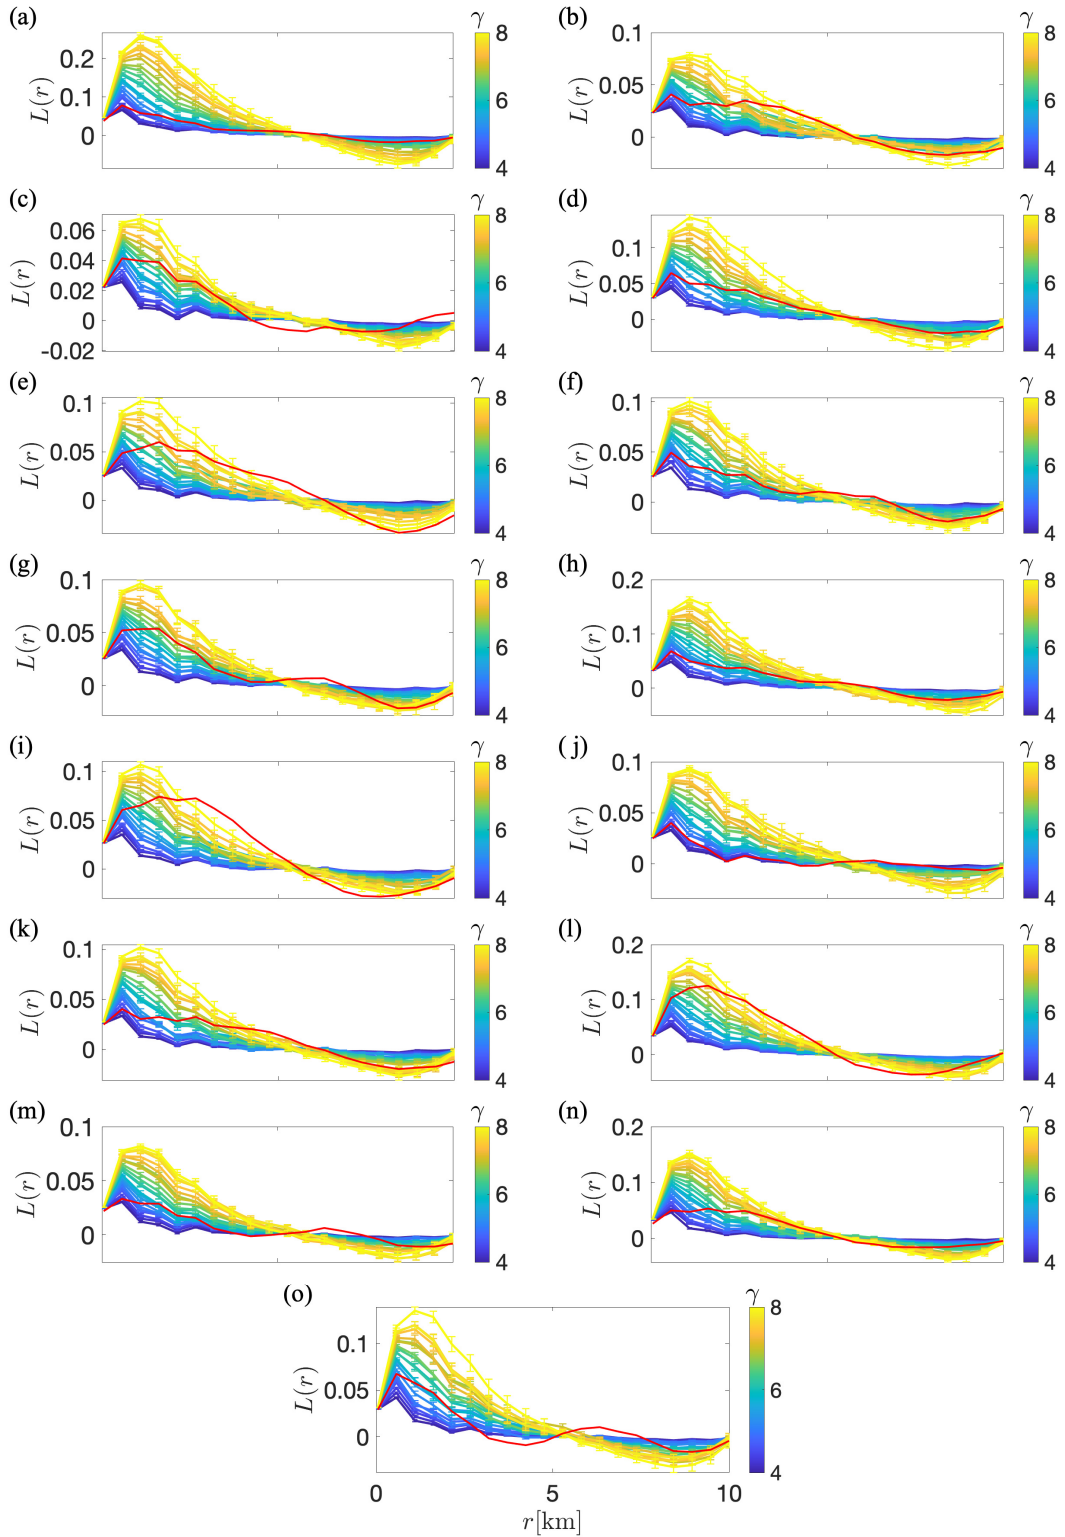 (a) γ (b) γ
L(r) 0.2 0.1 0 8 6 4 L(r) 0.1 0.05 0 8 6 4
(c) γ (d) γ
L(r) 0.06 0.04 0.02 0 -0.02 8 6 4 L(r) 0.1 0.05 0 8 6 4
(e) γ (f) γ
L(r) 0.1 0.05 0 8 6 4 L(r) 0.1 0.05 0 8 6 4
(g) γ (h) γ
L(r) 0.1 0.05 0 8 6 4 L(r) 0.2 0.1 0 8 6 4
(i) γ (j) γ
L(r) 0.1 0.05 0 8 6 4 L(r) 0.1 0.05 0 8 6 4
(k) γ (l) γ
L(r) 0.1 0.05 0 8 6 4 L(r) 0.2 0.1 0 8 6 4
(m) γ (n) γ
L(r) 0.1 0.05 0 8 6 4 L(r) 0.2 0.1 0 8 6 4
(o) γ
L(r) 0.1 0.05 0 8 6 4
0 5 10
r[km]